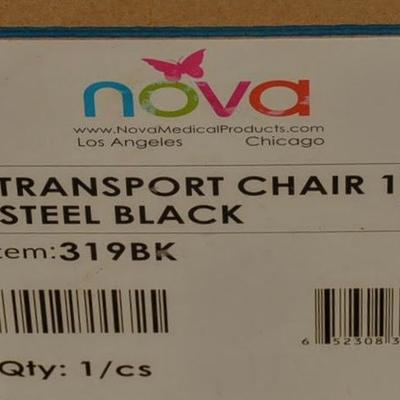 nova
www.NovaMedicalProducts.com
Los Angeles Chicago
TRANSPORT CHAIR 1
STEEL BLACK
tem: 319BK
6 52308 3
Qty: 1/cs